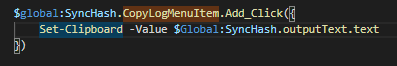 $global:SyncHash.CopyLogMenuItem.Add_Click({
    Set-Clipboard -Value $Global:SyncHash.outputText.text
})